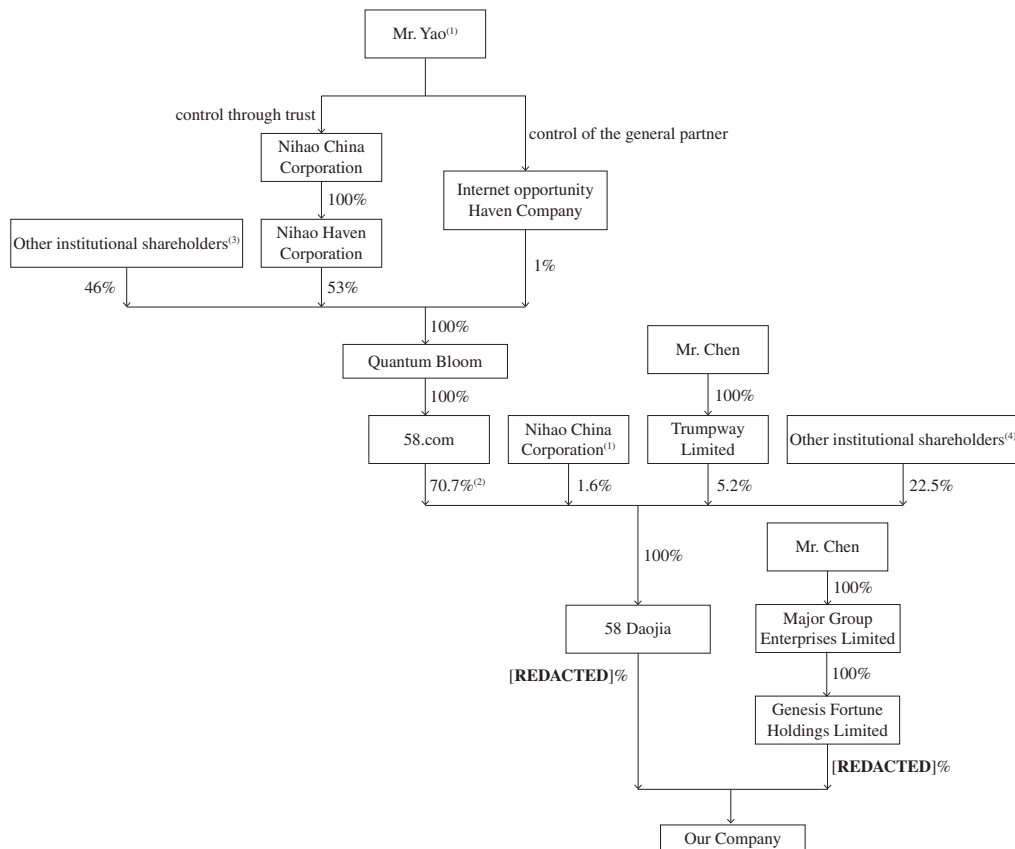 Mr. Yao(1)
control through trust
control of the general partner
Nihao China
Corporation
100%
Internet opportunity
Haven Company
Other institutional shareholders(3)
Nihao Haven
Corporation
46%
53%
1%
100%
Quantum Bloom
Mr. Chen
100%
100%
58.com
Nihao China
Corporation(1)
Trumpway
Limited
Other institutional shareholders(4)
70.7%(2)
1.6%
5.2%
22.5%
100%
Mr. Chen
100%
58 Daojia
Major Group
Enterprises Limited
[REDACTED]%
100%
Genesis Fortune
Holdings Limited
[REDACTED]%
Our Company